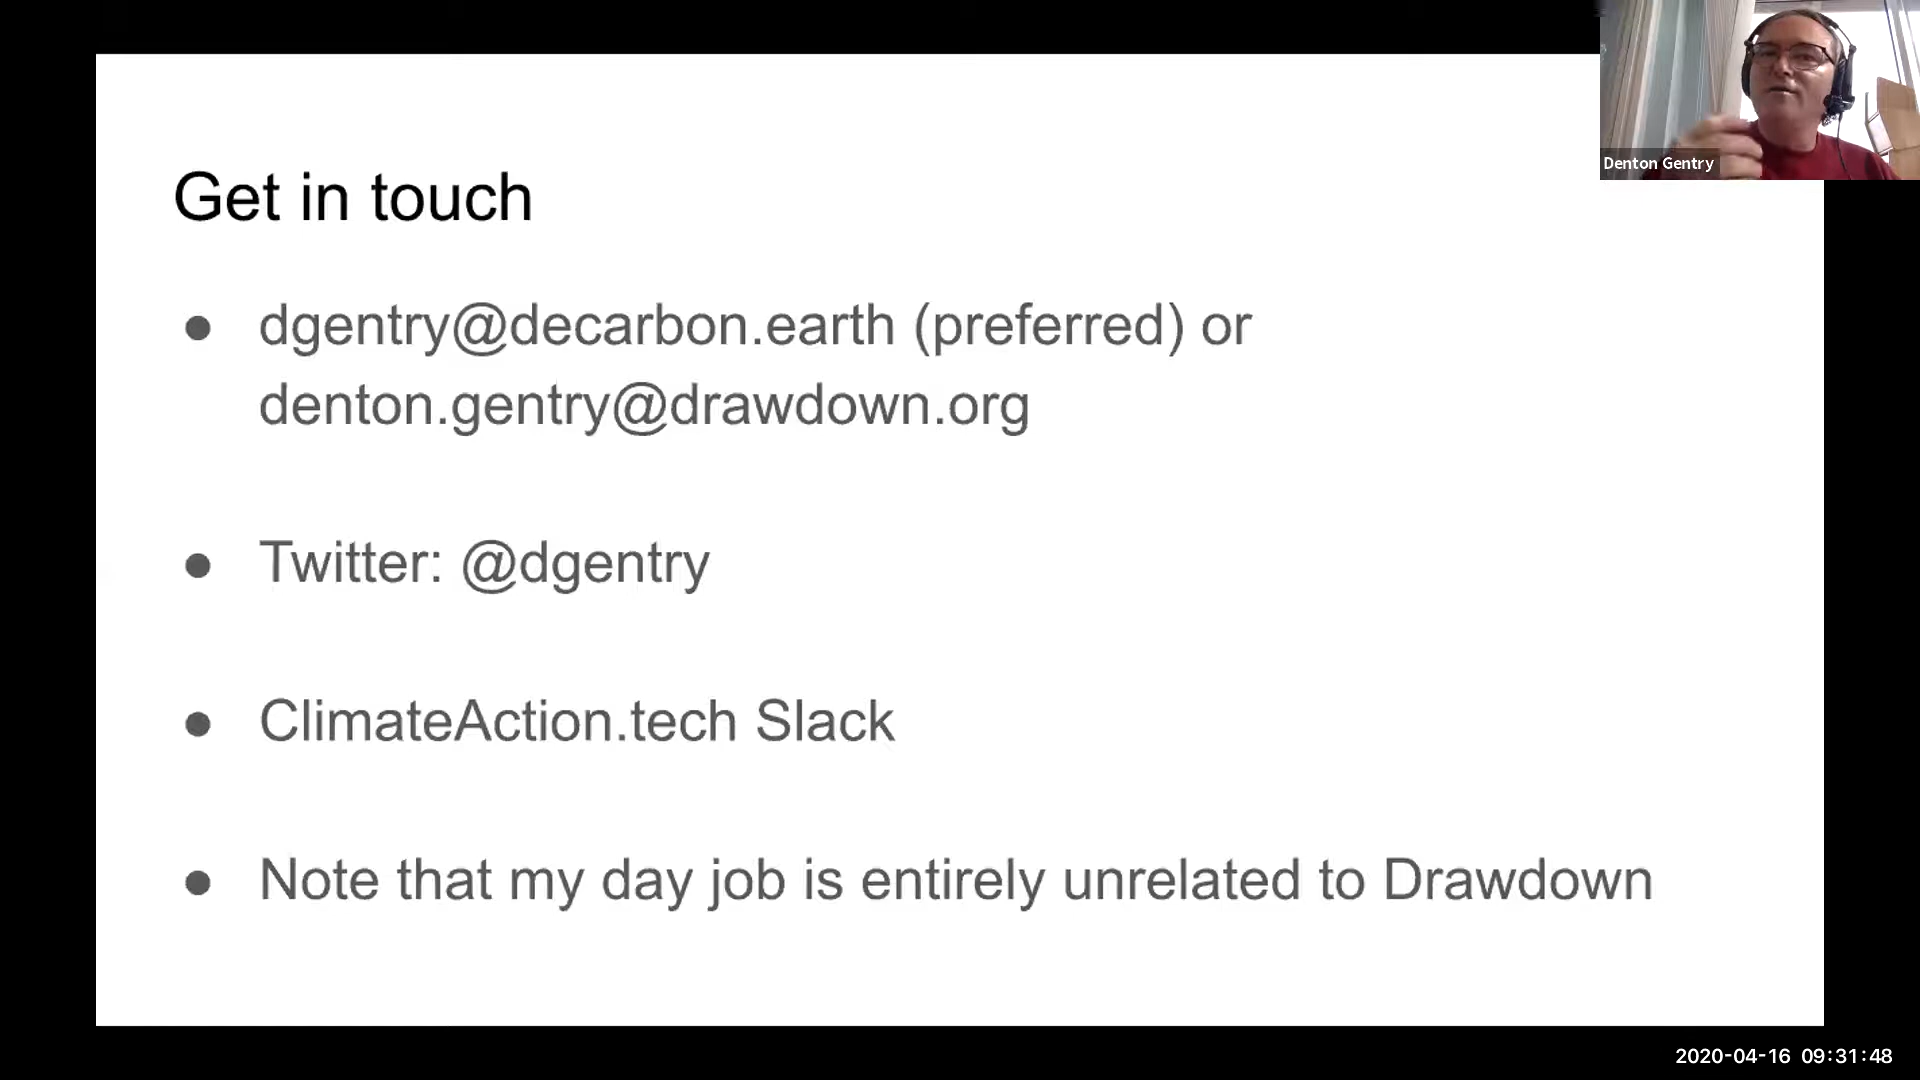 Denton Gentry
Get in touch
● dgentry@decarbon.earth (preferred) or
denton.gentry@drawdown.org
● Twitter: @dgentry
● ClimateAction.tech Slack
● Note that my day job is entirely unrelated to Drawdown
2020-04-16 09:31:48